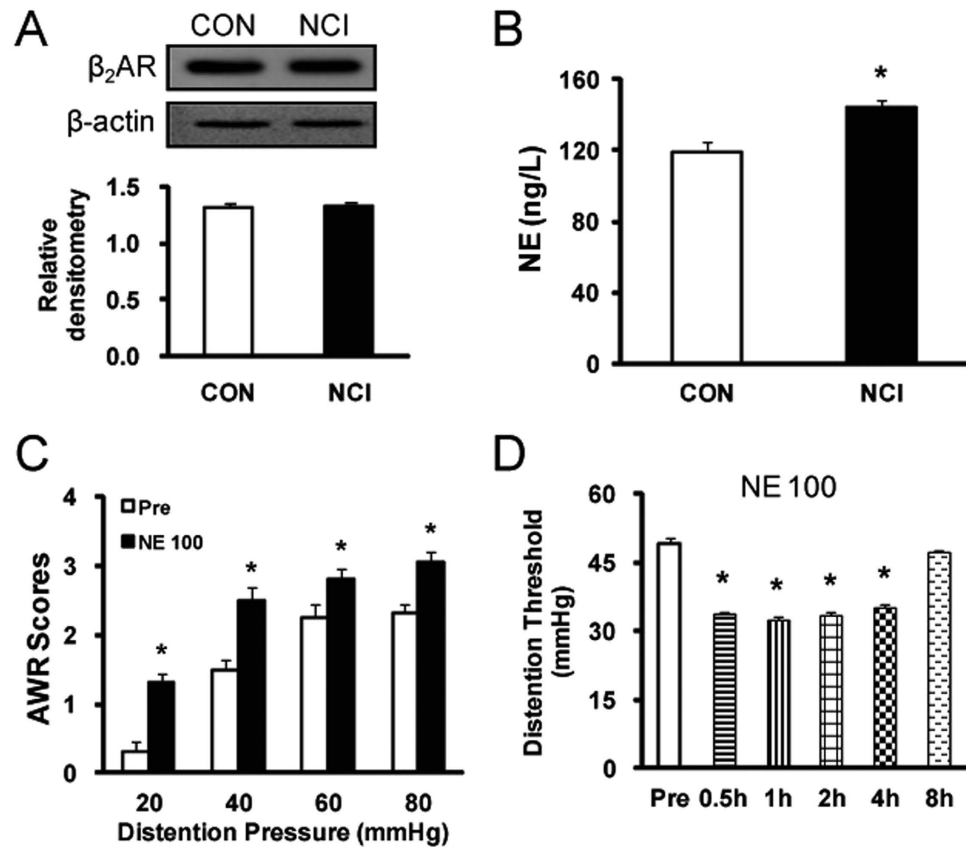 A
CON NCI
β₂AR
β-actin
Relative
densitometry
1.5
1.0
0.5
0.0
CON NCI
B
*
NE (ng/L)
160
120
80
40
0
CON NCI
C
AWR Scores
4
3
2
1
0
Pre
NE 100
* * * *
20 40 60 80
Distention Pressure (mmHg)
D
NE 100
Distention Threshold
(mmHg)
60
45
30
15
0
* * * *
Pre 0.5h 1h 2h 4h 8h